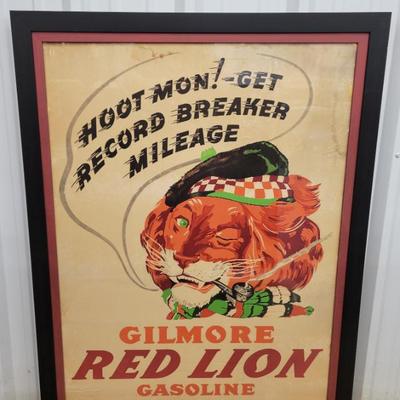 HOOT MON!-GET
RECORD BREAKER
MILEAGE
GILMORE
RED LION
GASOLINE